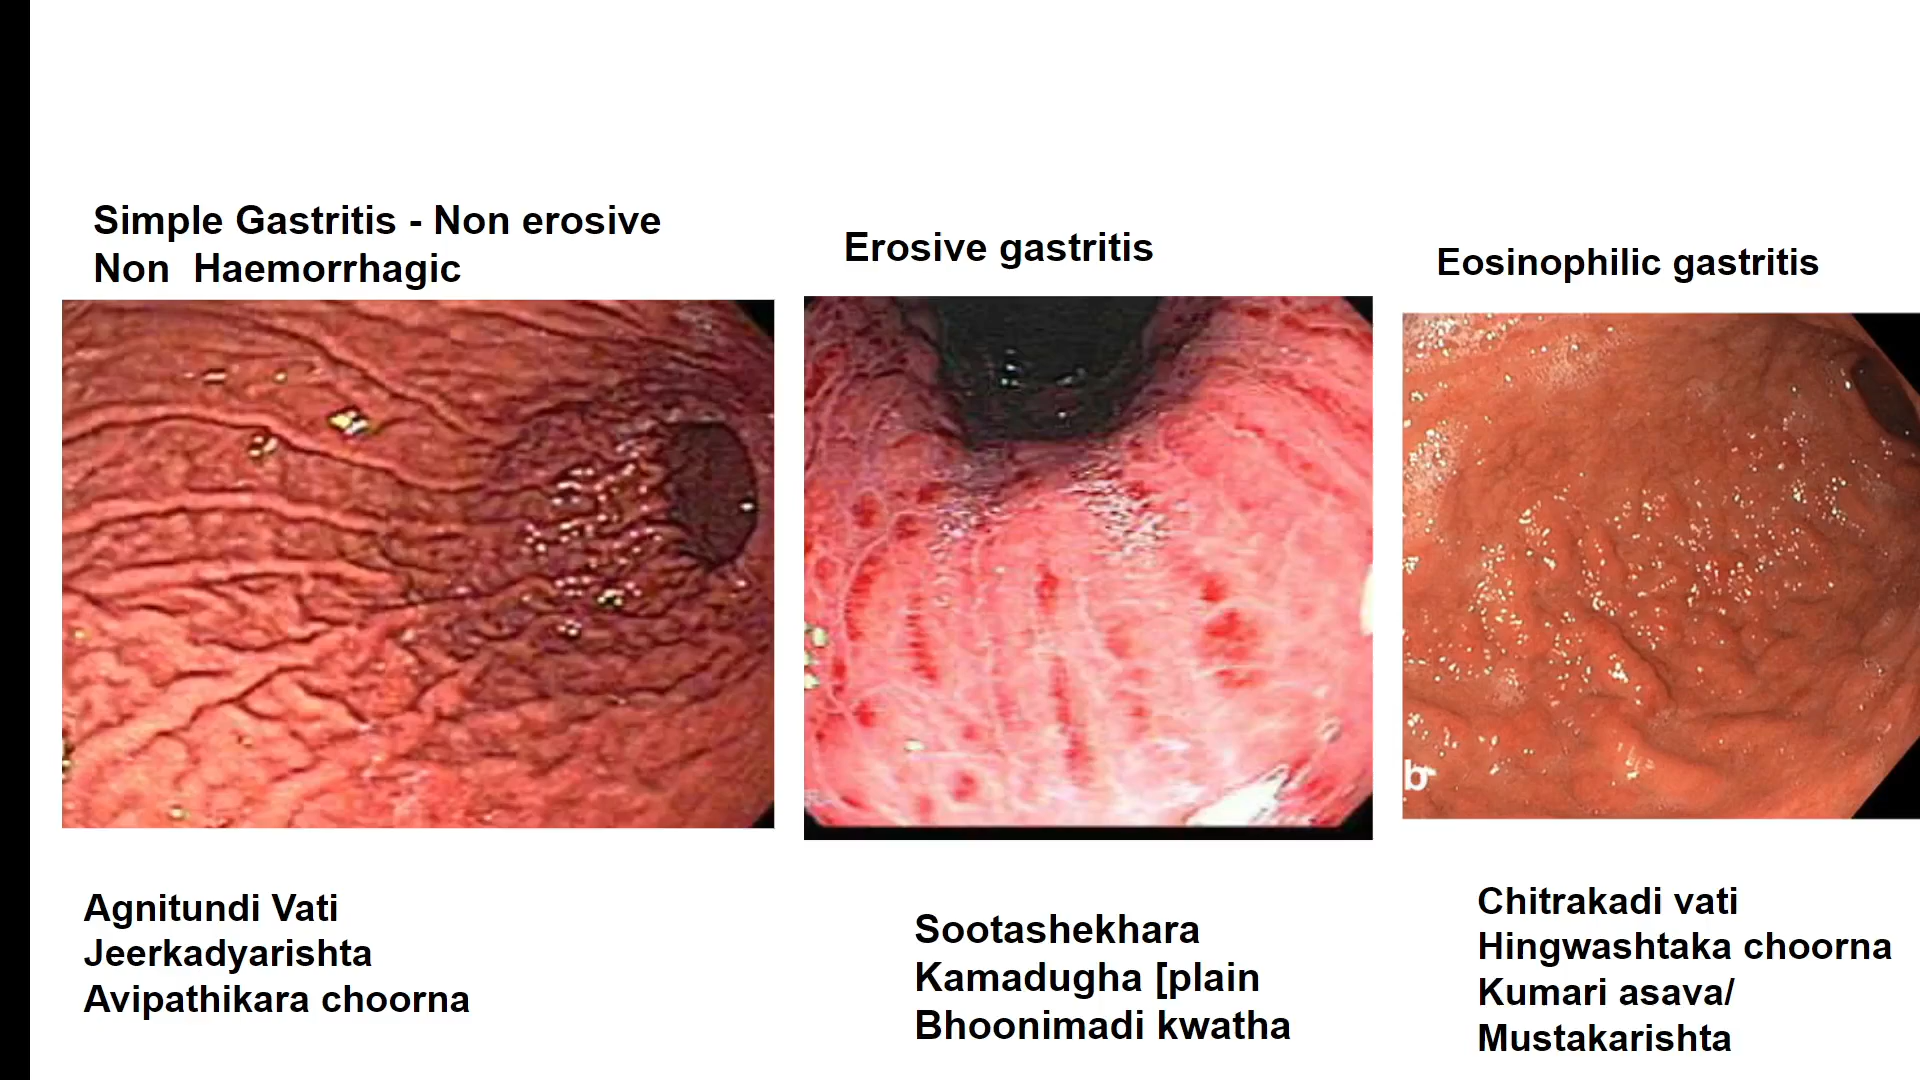 Simple Gastritis - Non erosive
Non Haemorrhagic
Erosive gastritis
Eosinophilic gastritis
b
Agnitundi Vati
Jeerkadyarishta
Avipathikara choorna
Sootashekhara
Kamadugha [plain
Bhoonimadi kwatha
Chitrakadi vati
Hingwashtaka choorna
Kumari asava/
Mustakarishta